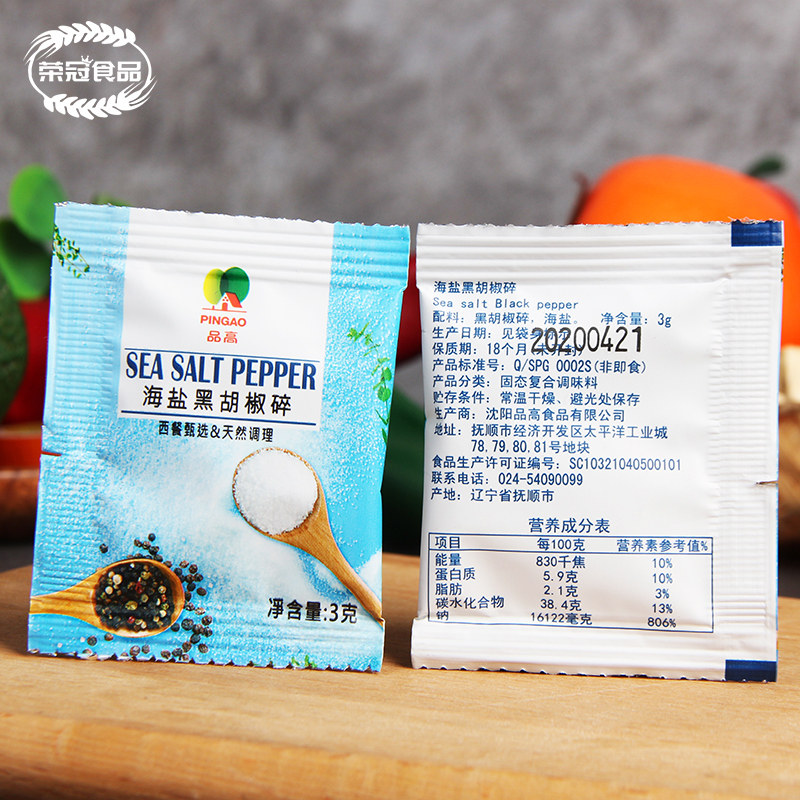 荣冠食品
PINGAO
品高
SEA SALT PEPPER
海盐黑胡椒碎
西餐甄选&天然调理
净含量:3克
海盐黑胡椒碎
Sea salt Black pepper
配料: 黑胡椒碎, 海盐。 净含量: 3g
生产日期: 见袋身
20200421
保质期: 18个月(未开封)
产品标准号: Q/SPG 0002S(非即食)
产品分类: 固态复合调味料
贮存条件: 常温干燥、避光处保存
生产商: 沈阳品高食品有限公司
地址: 抚顺市经济开发区太平洋工业城
78.79.80.81号地块
食品生产许可证编号: SC10321040500101
联系电话: 024-54090099
产地: 辽宁省抚顺市
营养成分表
项目 每100克 营养素参考值%
能量 830千焦 10%
蛋白质 5.9克 10%
脂肪 2.1克 3%
碳水化合物 38.4克 13%
钠 16122毫克 806%